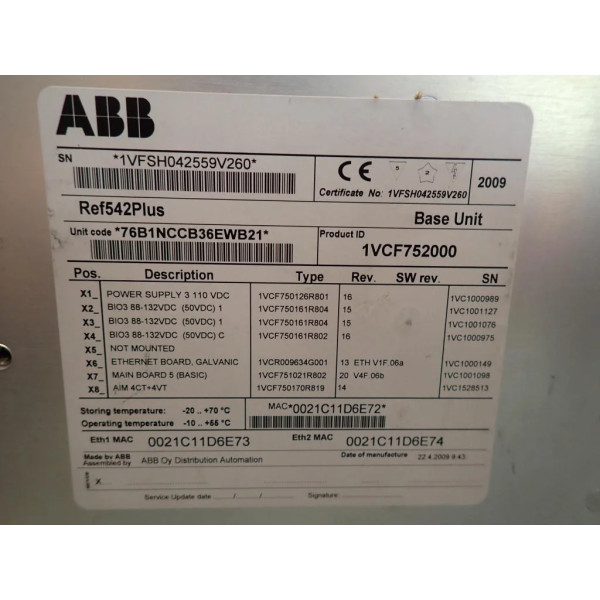 ABB
SN *1VFSH042559V260*
CE
Certificate No: 1VFSH042559V260
2009
Ref542Plus Base Unit
Unit code *76B1NCCB36EWB21*
Product ID 1VCF752000
Pos. Description Type Rev. SW rev. SN
X1_ POWER SUPPLY 3 110 VDC 1VCF750126R801 16 1VC1000989
X2_ BIO3 88-132VDC (50VDC) 1 1VCF750161R804 15 1VC1001127
X3_ BIO3 88-132VDC (50VDC) 1 1VCF750161R804 15 1VC1001076
X4_ BIO3 88-132VDC (50VDC) C 1VCF750161R802 16 1VC1000975
X5_ NOT MOUNTED
X6_ ETHERNET BOARD, GALVANIC 1VCR009634G001 13 ETH V1F.06a 1VC1000149
X7_ MAIN BOARD 5 (BASIC) 1VCF751021R802 20 V4F.06b 1VC1001098
X8_ AIM 4CT+4VT 1VCF750170R819 14 1VC1528513
Storing temperature: -20 ..+70 °C
Operating temperature -10 ..+55 °C
MAC *0021C11D6E72*
Eth1 MAC 0021C11D6E73 Eth2 MAC 0021C11D6E74
Made by ABB
Assembled by ABB Oy Distribution Automation
Date of manufacture 22.4.2009 9:43
X
Service Update date ___/___/___ Signature: